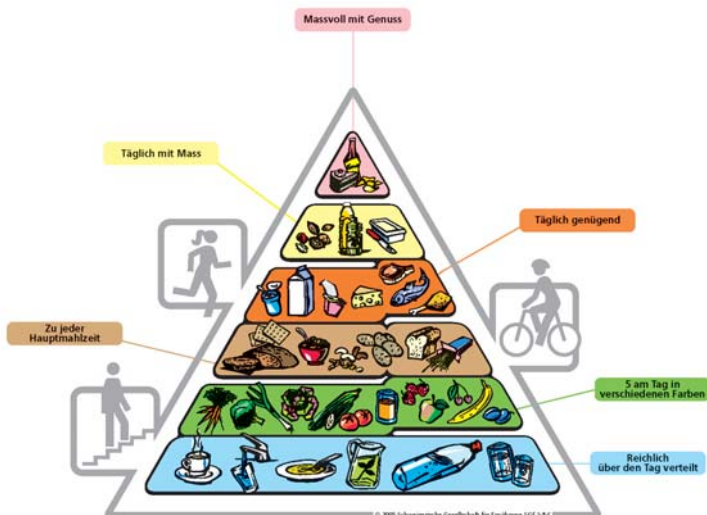 Massvoll mit Genuss
Täglich mit Mass
Täglich genügend
Zu jeder
Hauptmahlzeit
5 am Tag in
verschiedenen Farben
Reichlich
über den Tag verteilt